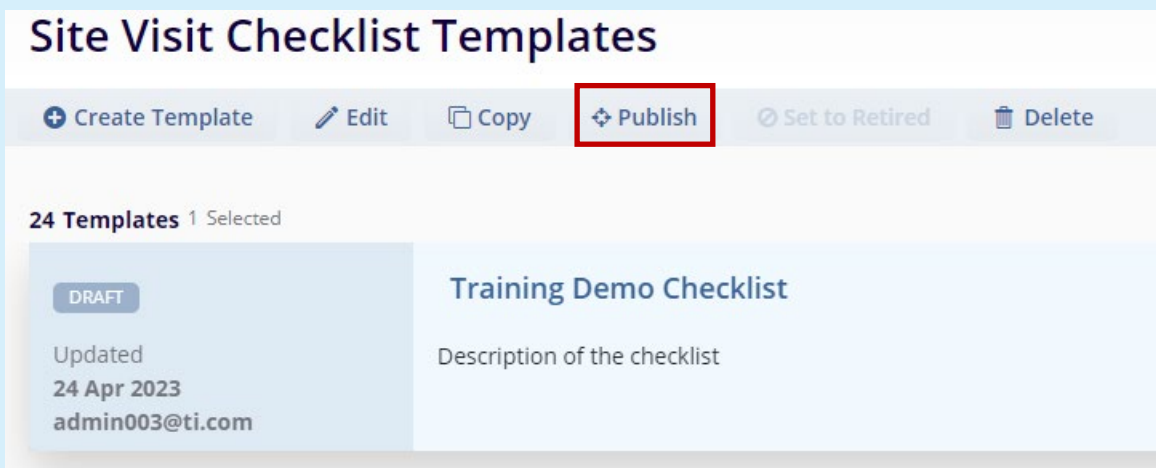 Site Visit Checklist Templates
Create Template Edit Copy Publish Set to Retired Delete
24 Templates 1 Selected
DRAFT
Training Demo Checklist
Updated
Description of the checklist
24 Apr 2023
admin003@ti.com